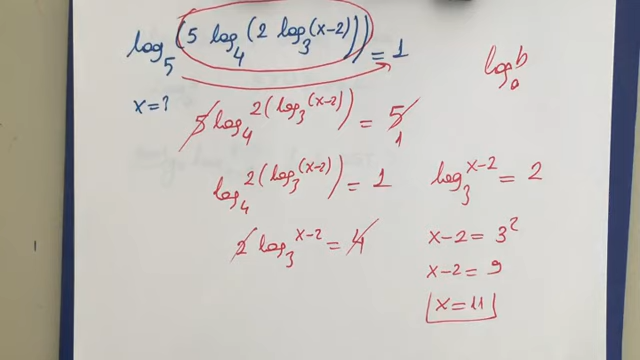 log₅(5 log₄(2 log₃(x-2))) = 1
x = ?
5 log₄ 2(log₃(x-2)) = 5
1
log₄ 2(log₃(x-2)) = 1
2 log₃ x-2 = 4
logₐ b
log₃ x-2 = 2
x-2 = 3²
x-2 = 9
x = 11